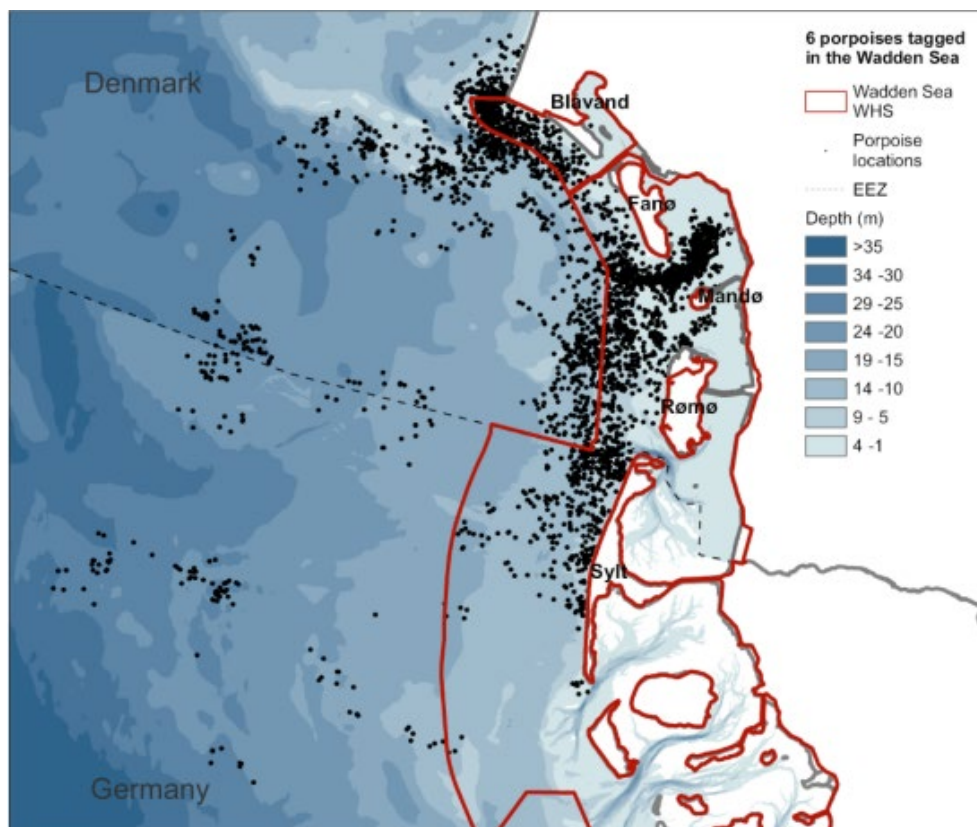 Denmark
Blåvand
Fanø
Mandø
Rømø
Sylt
Germany
6 porpoises tagged
in the Wadden Sea
Wadden Sea
WHS
Porpoise
locations
EEZ
Depth (m)
>35
34 -30
29 -25
24 -20
19 -15
14 -10
9 - 5
4 -1